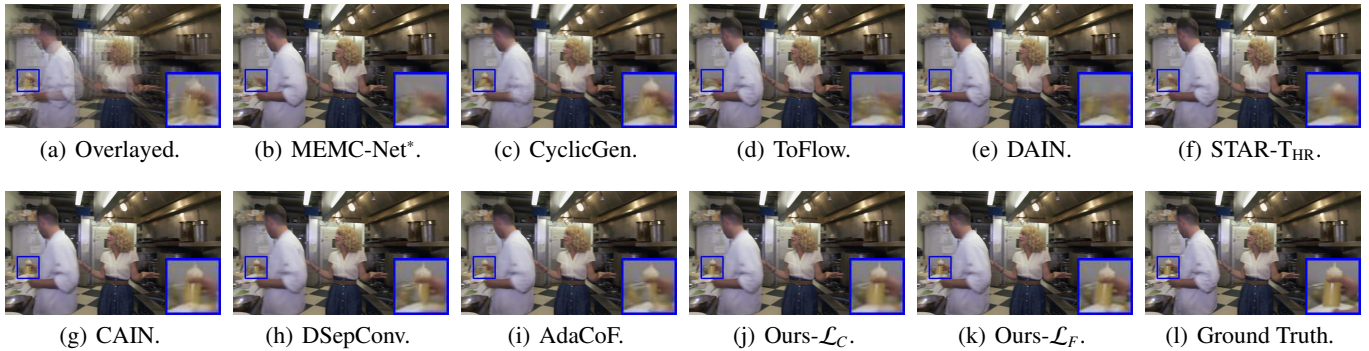 (a) Overlayed. (b) MEMC-Net*. (c) CyclicGen. (d) ToFlow. (e) DAIN. (f) STAR-T_HR.
(g) CAIN. (h) DSepConv. (i) AdaCoF. (j) Ours-ℒ_C. (k) Ours-ℒ_F. (l) Ground Truth.